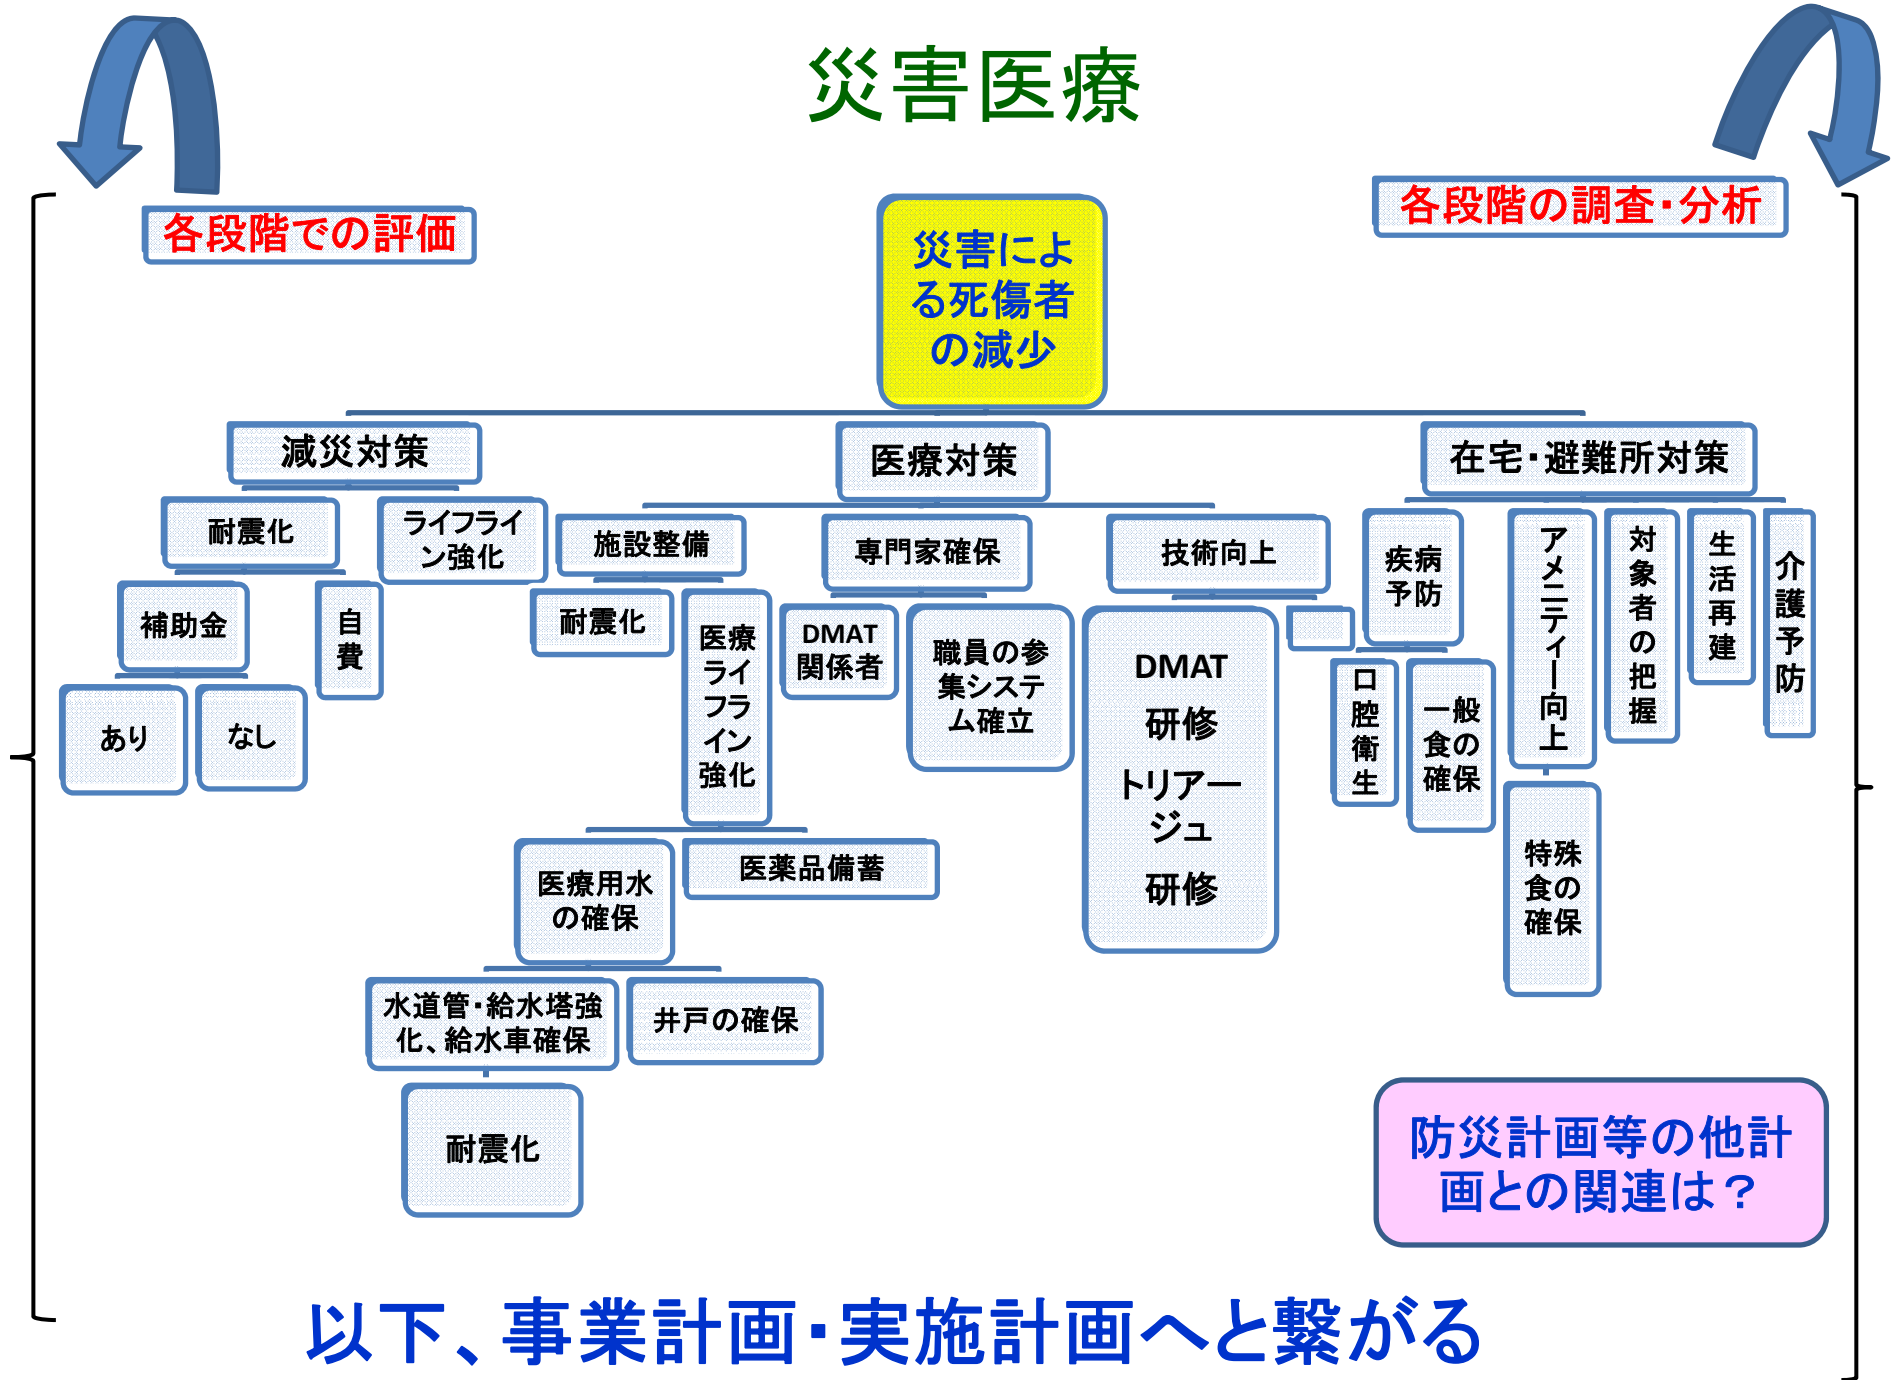 災害医療
各段階での評価
各段階の調査・分析
災害によ
る死傷者
の減少
減災対策
医療対策
在宅・避難所対策
耐震化
ライフライ
ン強化
施設整備
専門家確保
技術向上
疾病
予防
アメニティー向上
対象者の把握
生活再建
介護予防
補助金
自費
耐震化
医療
ライ
フラ
イン
強化
DMAT
関係者
職員の参
集システ
ム確立
DMAT
研修
トリアー
ジュ
研修
口腔衛生
一般
食の
確保
あり
なし
特殊
食の
確保
医療用水
の確保
医薬品備蓄
水道管・給水塔強
化、給水車確保
井戸の確保
耐震化
防災計画等の他計
画との関連は？
以下、事業計画・実施計画へと繋がる